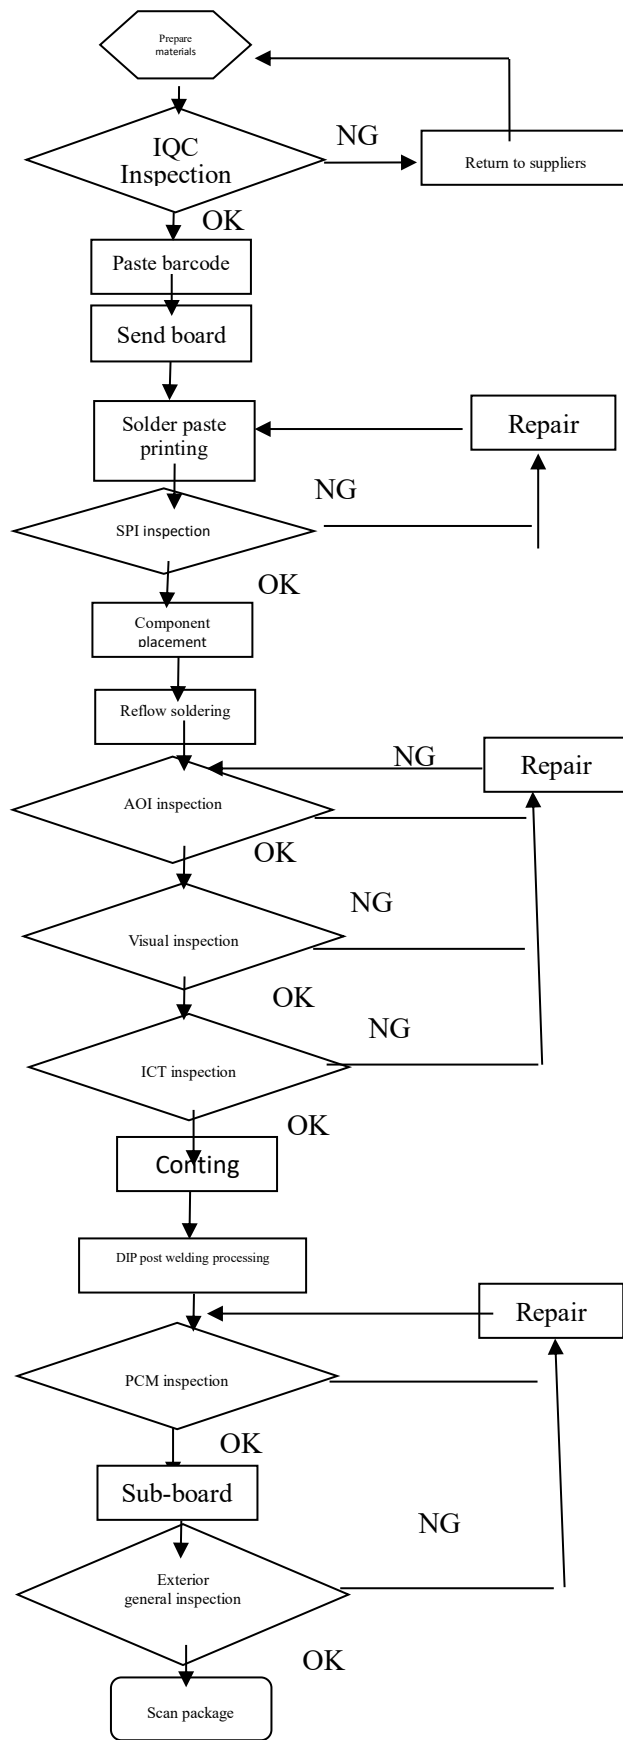 Prepare
materials
IQC
Inspection
NG
Return to suppliers
OK
Paste barcode
Send board
Solder paste
printing
Repair
NG
SPI inspection
OK
Component
placement
Reflow soldering
NG
Repair
AOI inspection
OK
NG
Visual inspection
OK
NG
ICT inspection
OK
Conting
DIP post welding processing
Repair
PCM inspection
OK
Sub-board
NG
Exterior
general inspection
OK
Scan package